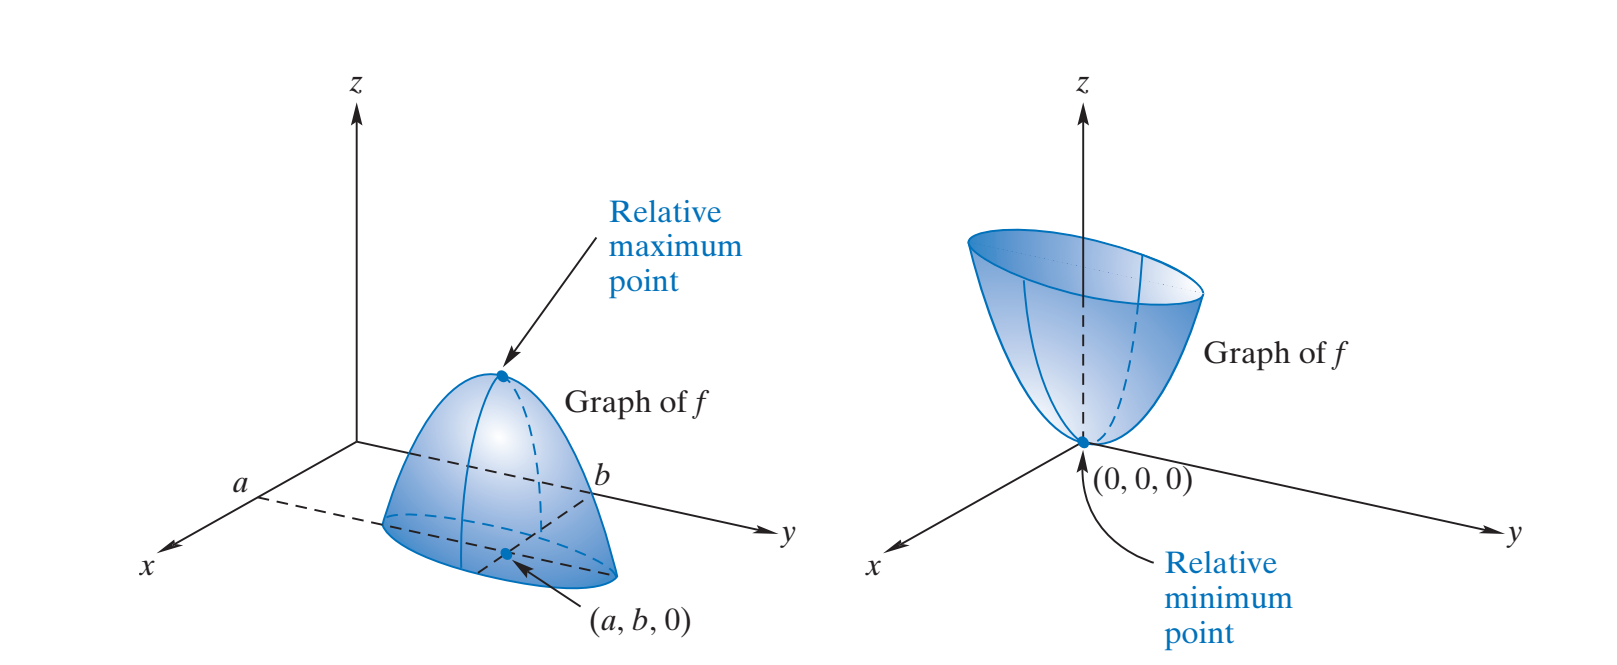 z
Relative
maximum
point
Graph of f
a
b
x
y
(a, b, 0)
z
Graph of f
(0, 0, 0)
x
y
Relative
minimum
point